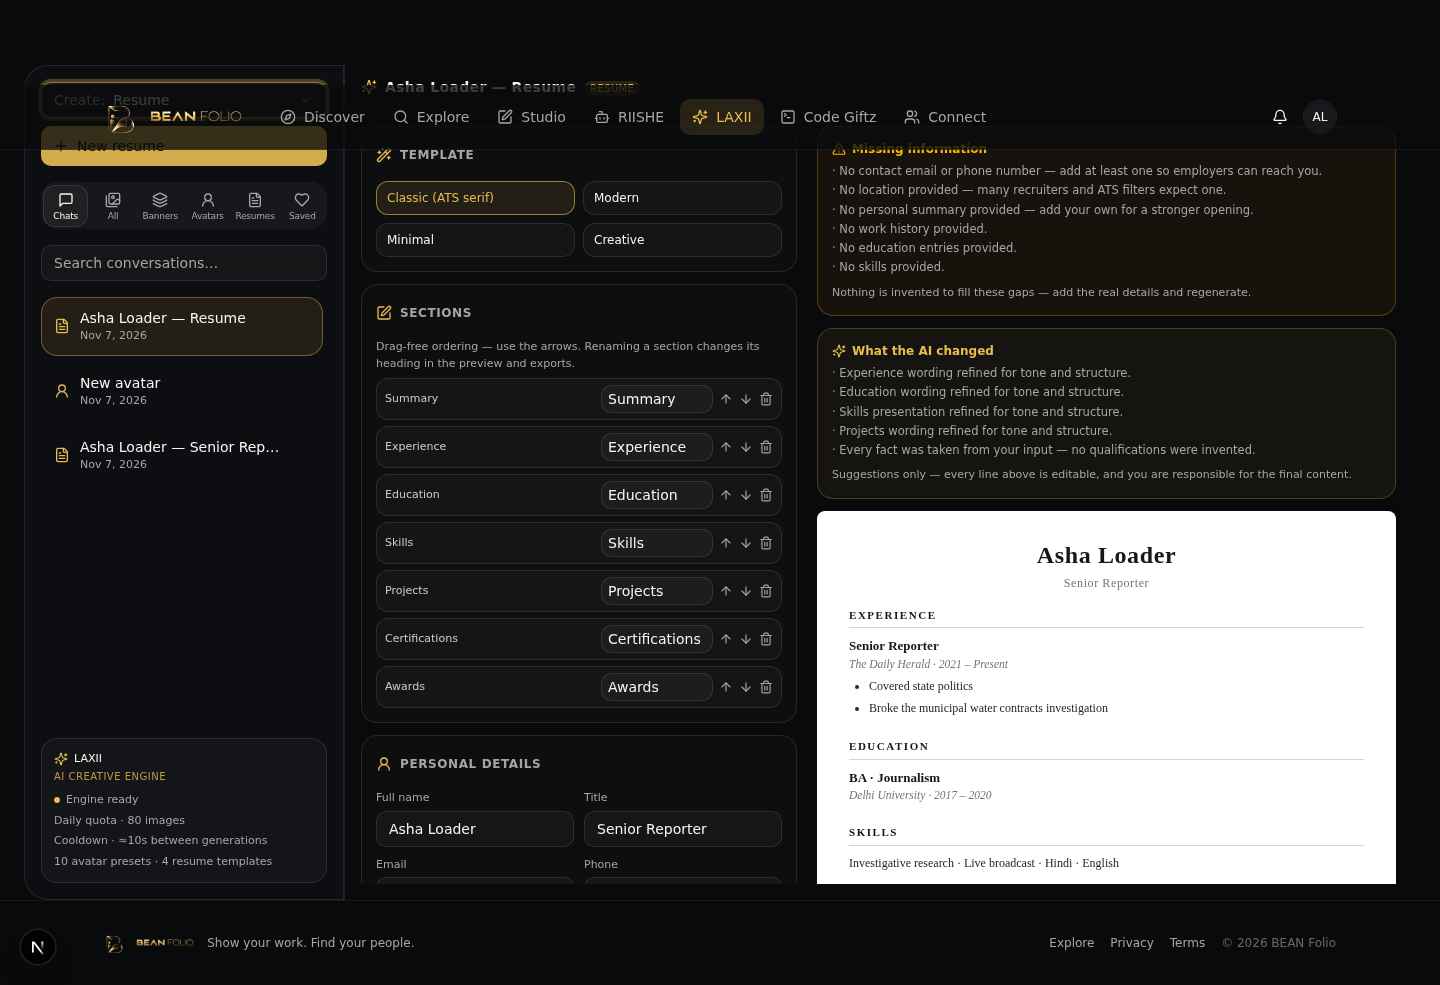 Create: Resume
Asha Loader — Resume
RESUME
BEAN FOLIO
Discover
Explore
Studio
RIISHE
LAXII
Code Giftz
Connect
AL
+ New resume
Chats
All
Banners
Avatars
Resumes
Saved
Search conversations…
Asha Loader — Resume
Nov 7, 2026
New avatar
Nov 7, 2026
Asha Loader — Senior Rep…
Nov 7, 2026
LAXII
AI CREATIVE ENGINE
Engine ready
Daily quota · 80 images
Cooldown · ≈10s between generations
10 avatar presets · 4 resume templates
TEMPLATE
Classic (ATS serif)
Modern
Minimal
Creative
SECTIONS
Drag-free ordering — use the arrows. Renaming a section changes its
heading in the preview and exports.
Summary
Summary
Experience
Experience
Education
Education
Skills
Skills
Projects
Projects
Certifications
Certifications
Awards
Awards
PERSONAL DETAILS
Full name
Title
Asha Loader
Senior Reporter
Email
Phone
Missing information
· No contact email or phone number — add at least one so employers can reach you.
· No location provided — many recruiters and ATS filters expect one.
· No personal summary provided — add your own for a stronger opening.
· No work history provided.
· No education entries provided.
· No skills provided.
Nothing is invented to fill these gaps — add the real details and regenerate.
What the AI changed
· Experience wording refined for tone and structure.
· Education wording refined for tone and structure.
· Skills presentation refined for tone and structure.
· Projects wording refined for tone and structure.
· Every fact was taken from your input — no qualifications were invented.
Suggestions only — every line above is editable, and you are responsible for the final content.
Asha Loader
Senior Reporter
EXPERIENCE
Senior Reporter
The Daily Herald · 2021 – Present
• Covered state politics
• Broke the municipal water contracts investigation
EDUCATION
BA · Journalism
Delhi University · 2017 – 2020
SKILLS
Investigative research · Live broadcast · Hindi · English
N
BEAN FOLIO
Show your work. Find your people.
Explore
Privacy
Terms
© 2026 BEAN Folio